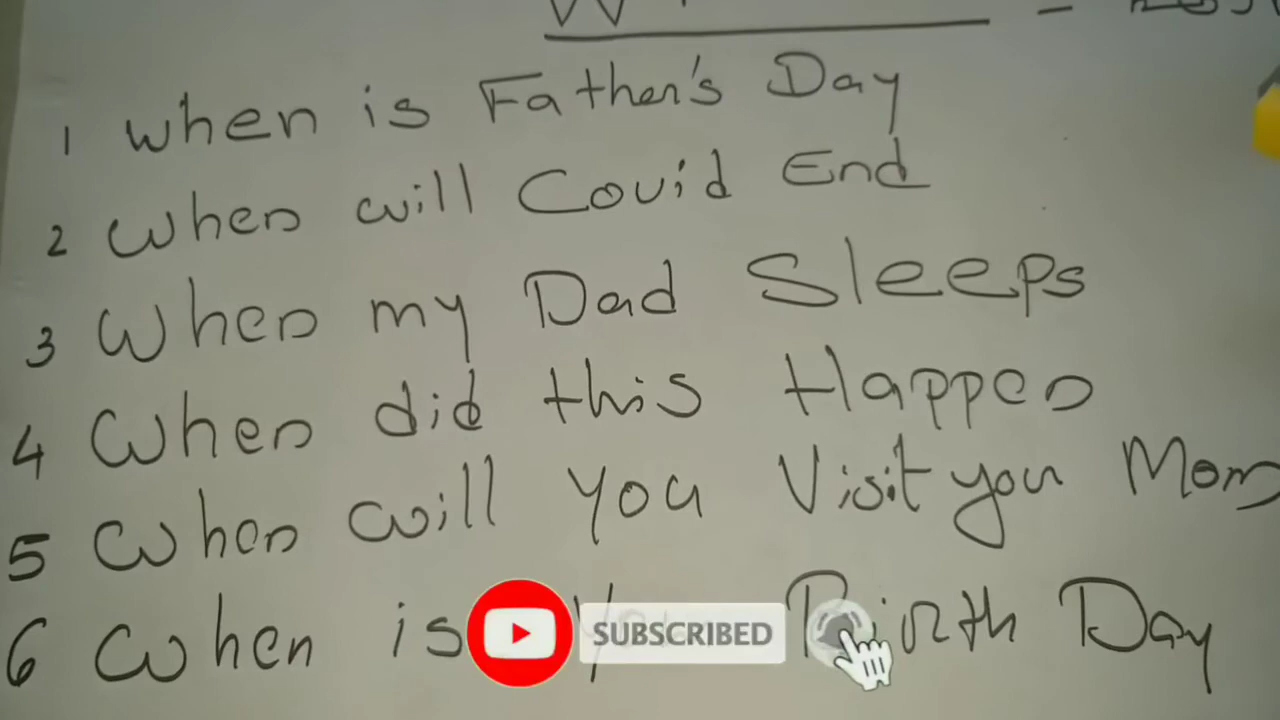 1 when is Father's Day
2 when will Covid End
3 When my Dad Sleeps
4 When did this Happen
5 When will you Visit you Mom
6 When is You Birth Day
SUBSCRIBED